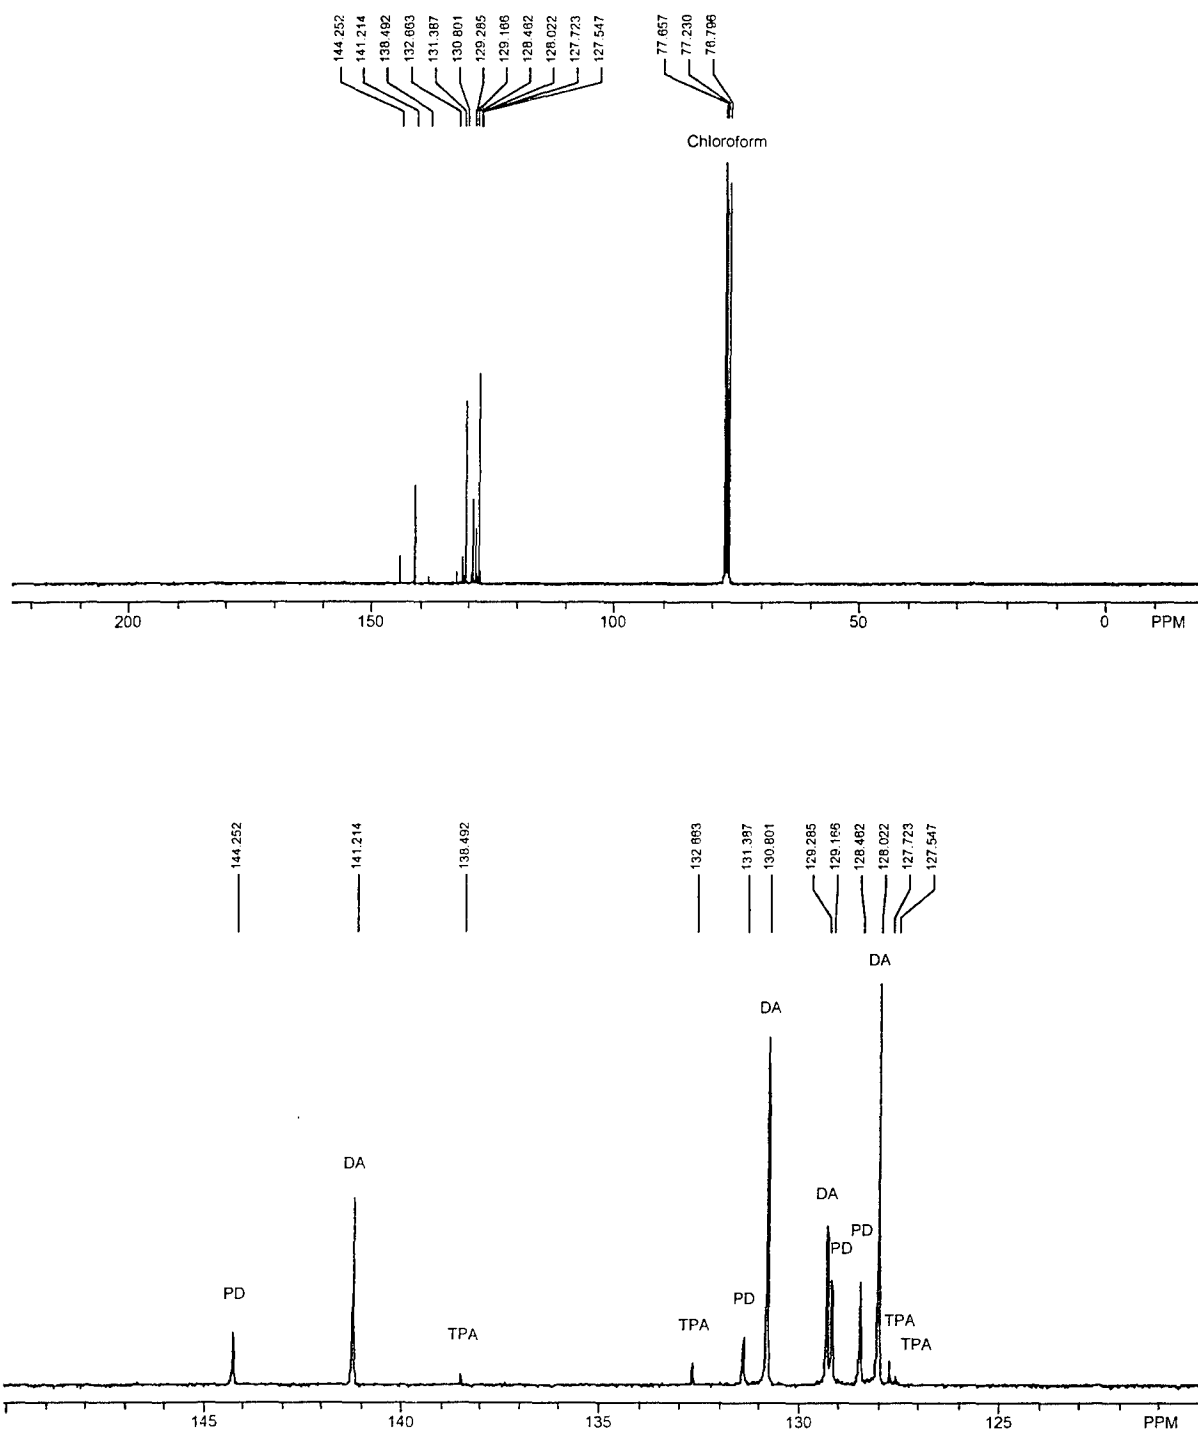 144.252
141.214
138.492
132.663
131.387
130.801
129.285
129.166
128.462
128.022
127.723
127.547
77.657
77.230
76.796
Chloroform
200 150 100 50 0 PPM
144.252
141.214
138.492
132.663
131.387
130.801
129.285
129.166
128.462
128.022
127.723
127.547
DA
DA
DA
DA
PD
PD
PD
PD
TPA
TPA
TPA
TPA
145 140 135 130 125 PPM